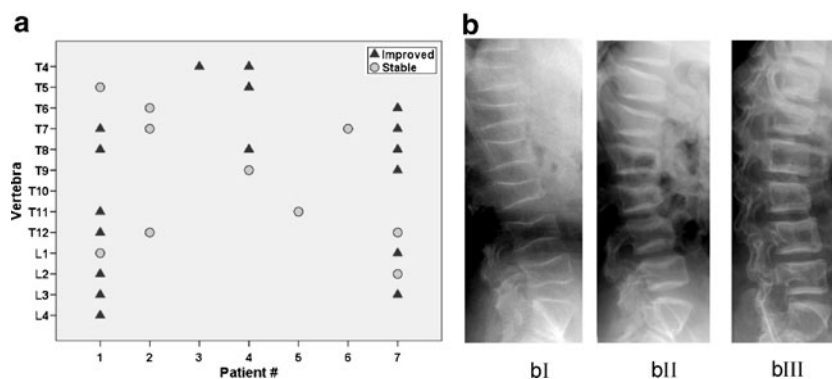 a
b
Improved
Stable
T4
T5
T6
T7
T8
T9
T10
T11
T12
L1
L2
L3
L4
Vertebra
1 2 3 4 5 6 7
Patient #
bI bII bIII